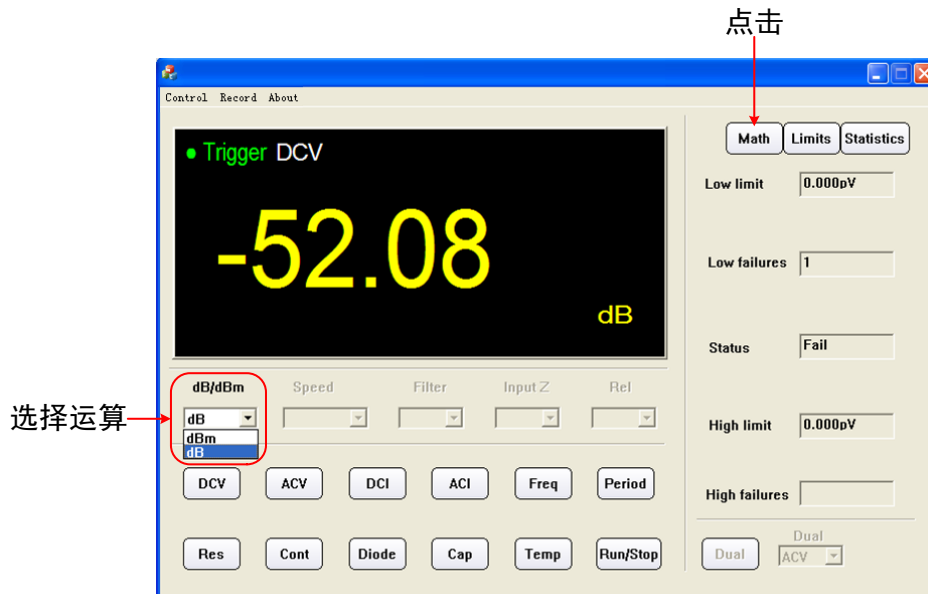 点击
Control Record About
Math Limits Statistics
• Trigger DCV
-52.08
dB
Low limit 0.000pV
Low failures 1
Status Fail
High limit 0.000pV
High failures
选择运算
dB/dBm Speed Filter Input Z Rel
dB
dBm
dB
DCV ACV DCI ACI Freq Period
Res Cont Diode Cap Temp Run/Stop
Dual
Dual ACV